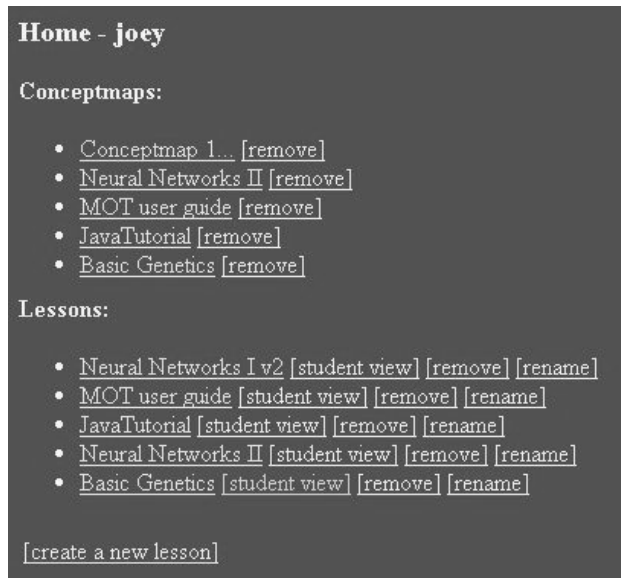 Home - joey
Conceptmaps:
Conceptmap 1... [remove]
Neural Networks II [remove]
MOT user guide [remove]
JavaTutorial [remove]
Basic Genetics [remove]
Lessons:
Neural Networks I v2 [student view] [remove] [rename]
MOT user guide [student view] [remove] [rename]
JavaTutorial [student view] [remove] [rename]
Neural Networks II [student view] [remove] [rename]
Basic Genetics [student view] [remove] [rename]
[create a new lesson]